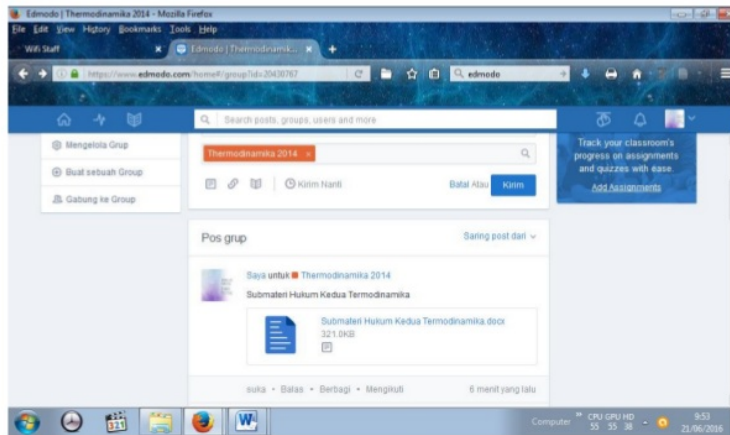 Edmodo | Thermodinamika 2014 - Mozilla Firefox
File Edit View History Bookmarks Tools Help
Wifi Staff
Edmodo | Thermodinamik...
https://www.edmodo.com/home#/group?id=20430767
edmodo
Search posts, groups, users and more
Mengelola Grup
Buat sebuah Group
Gabung ke Group
Thermodinamika 2014 ×
Kirim Nanti
Batal Atau Kirim
Track your classroom's
progress on assignments
and quizzes with ease.
Add Assignments
Pos grup
Saring post dari
Saya untuk Thermodinamika 2014
Submateri Hukum Kedua Termodinamika
Submateri Hukum Kedua Termodinamika.docx
321.0KB
suka • Balas • Berbagi • Mengikuti
6 menit yang lalu
321
Computer
CPU GPU HD
55 55 38
9:53
21/06/2016